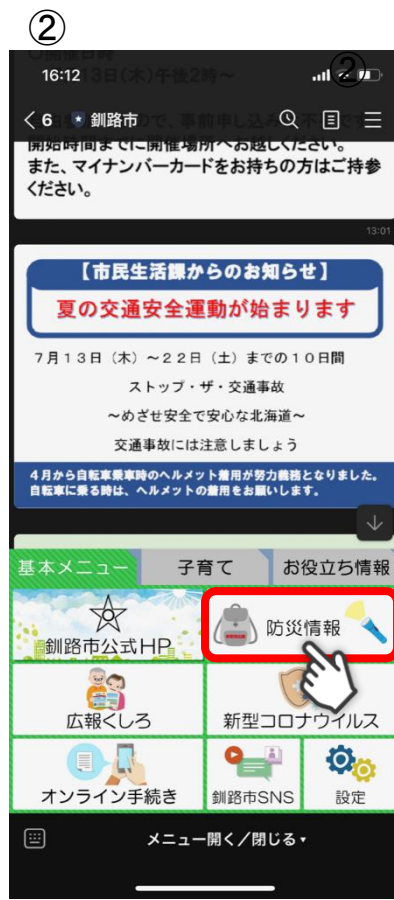 ②
②
16:12
6 釧路市
開始時間までに開催場所へお越しください。
また、マイナンバーカードをお持ちの方はご持参
ください。
13:01
【市民生活課からのお知らせ】
夏の交通安全運動が始まります
7月13日（木）～22日（土）までの10日間
ストップ・ザ・交通事故
～めざせ安全で安心な北海道～
交通事故には注意しましょう
4月から自転車乗車時のヘルメット着用が努力義務となりました。
自転車に乗る時は、ヘルメットの着用をお願いします。
基本メニュー 子育て お役立ち情報
釧路市公式HP 防災情報
広報くしろ 新型コロナウイルス
オンライン手続き 釧路市SNS 設定
メニュー開く／閉じる▾